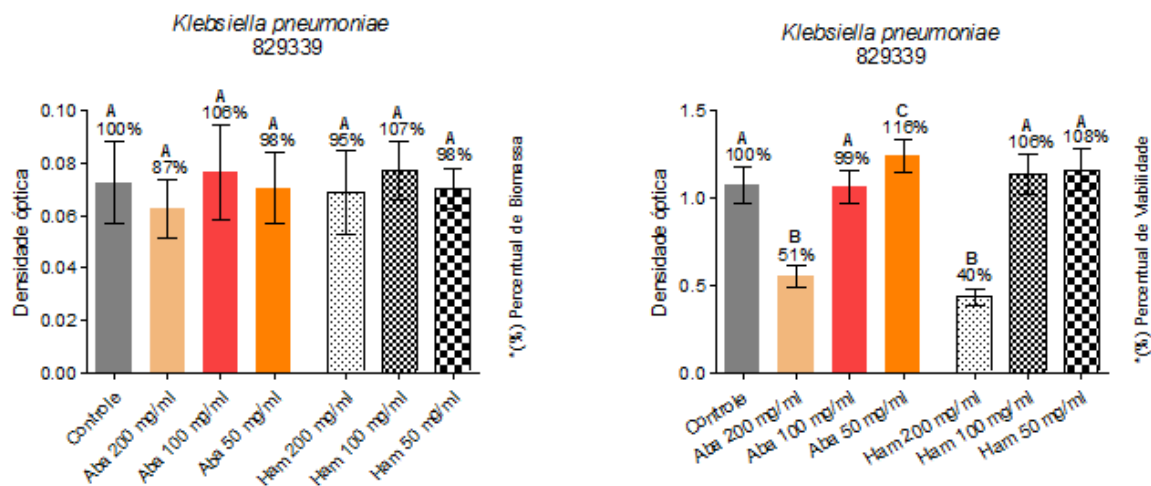 Klebsiella pneumoniae
829339
Densidade óptica
0.10
0.08
0.06
0.04
0.02
0.00
A
100%
A
87%
A
106%
A
98%
A
95%
A
107%
A
98%
Controle
Aba 200 mg/ml
Aba 100 mg/ml
Aba 50 mg/ml
Ham 200 mg/ml
Ham 100 mg/ml
Ham 50 mg/ml
*(%) Percentual de Biomassa
Klebsiella pneumoniae
829339
Densidade óptica
1.5
1.0
0.5
0.0
A
100%
B
51%
A
99%
C
116%
B
40%
A
106%
A
108%
Controle
Aba 200 mg/ml
Aba 100 mg/ml
Aba 50 mg/ml
Ham 200 mg/ml
Ham 100 mg/ml
Ham 50 mg/ml
*(%) Percentual de Viabilidade